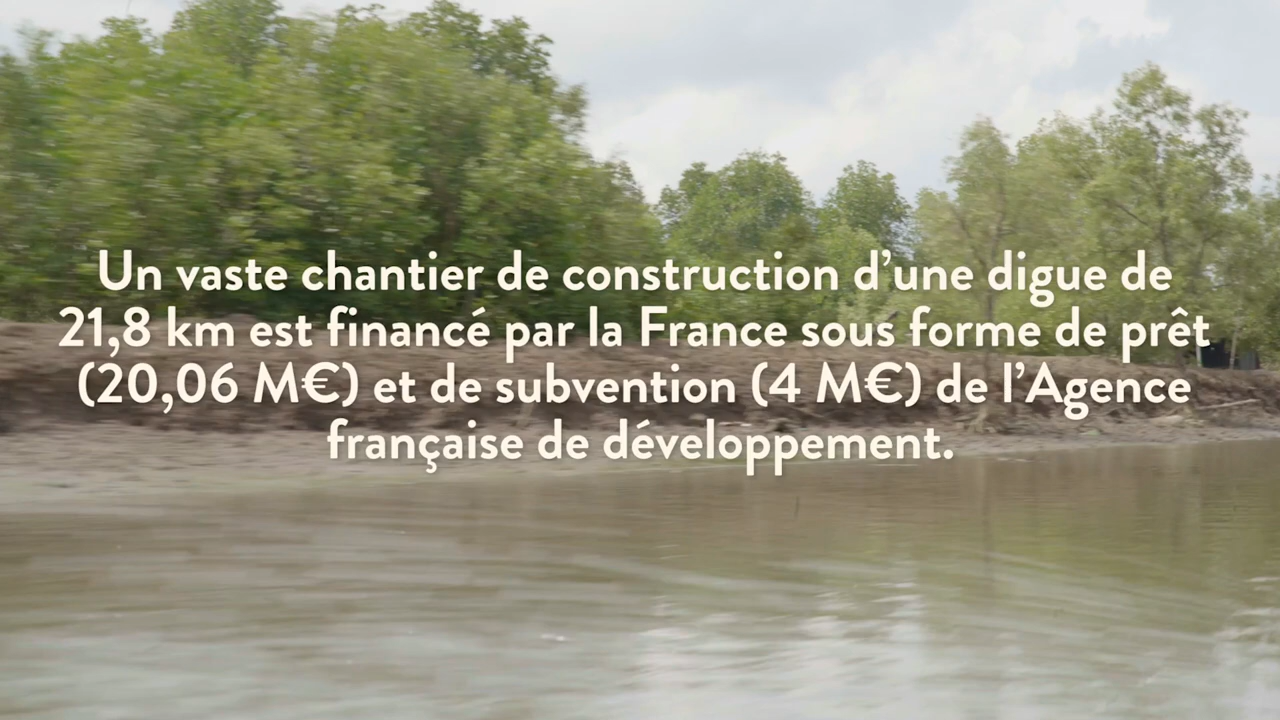 Un vaste chantier de construction d’une digue de
21,8 km est financé par la France sous forme de prêt
(20,06 M€) et de subvention (4 M€) de l’Agence
française de développement.